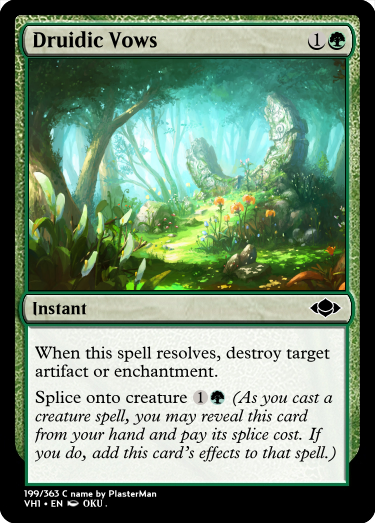 Druidic Vows 1
Instant
When this spell resolves, destroy target
artifact or enchantment.
Splice onto creature 1 (As you cast a
creature spell, you may reveal this card
from your hand and pay its splice cost. If
you do, add this card's effects to that spell.)
199/363 C name by PlasterMan
VH1 • EN OKU .